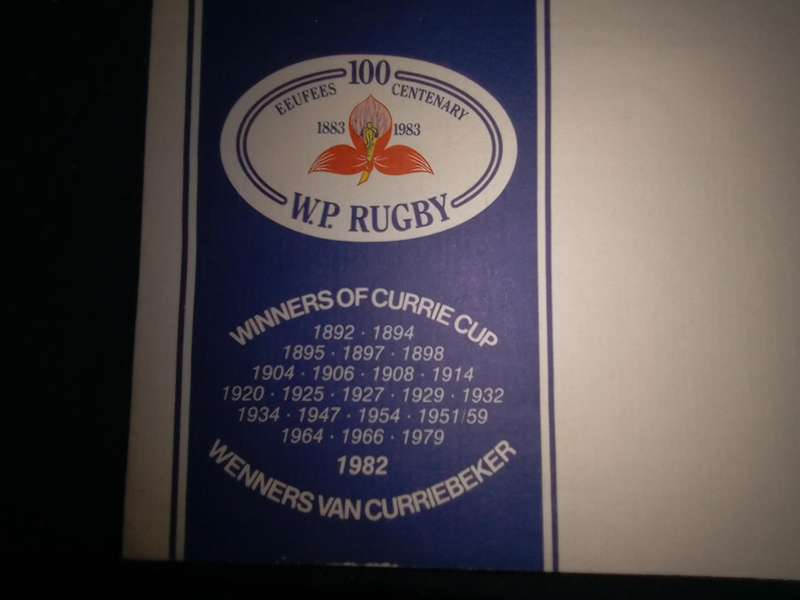 100
EEUFEES CENTENARY
1883 1983
W.P. RUGBY
WINNERS OF CURRIE CUP
1892 · 1894
1895 · 1897 · 1898
1904 · 1906 · 1908 · 1914
1920 · 1925 · 1927 · 1929 · 1932
1934 · 1947 · 1954 · 1951/59
1964 · 1966 · 1979
1982
WENNERS VAN CURRIEBEKER